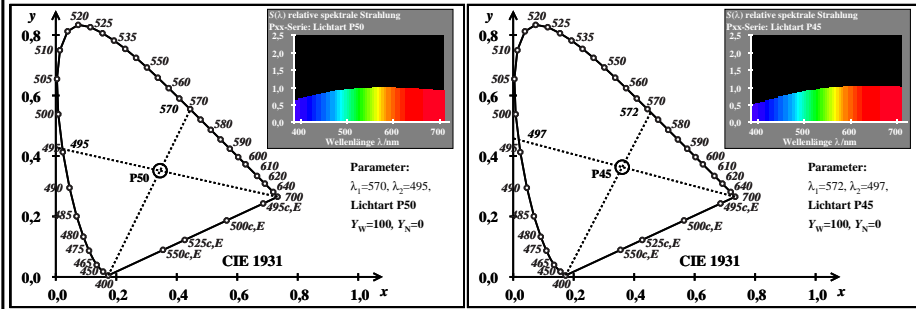 y
520
525
535
550
560
570
570
580
590
600
610
620
640
700
495c,E
500c,E
525c,E
550c,E
510
505
500
495
495
490
485
480
475
465
450
400
P50
CIE 1931
0,8
0,6
0,4
0,2
0,0
0,0 0,2 0,4 0,6 0,8 1,0
x
S(λ) relative spektrale Strahlung
Pxx-Serie: Lichtart P50
2,5
2,0
1,5
1,0
0,5
0,0
400 500 600 700
Wellenlänge λ/nm
Parameter:
λ1=570, λ2=495,
Lichtart P50
YW=100, YN=0
y
520
525
535
550
560
570
572
580
590
600
610
620
640
700
495c,E
500c,E
525c,E
550c,E
510
505
500
495
497
490
485
480
475
465
450
400
P45
CIE 1931
0,8
0,6
0,4
0,2
0,0
0,0 0,2 0,4 0,6 0,8 1,0
x
S(λ) relative spektrale Strahlung
Pxx-Serie: Lichtart P45
2,5
2,0
1,5
1,0
0,5
0,0
400 500 600 700
Wellenlänge λ/nm
Parameter:
λ1=572, λ2=497,
Lichtart P45
YW=100, YN=0